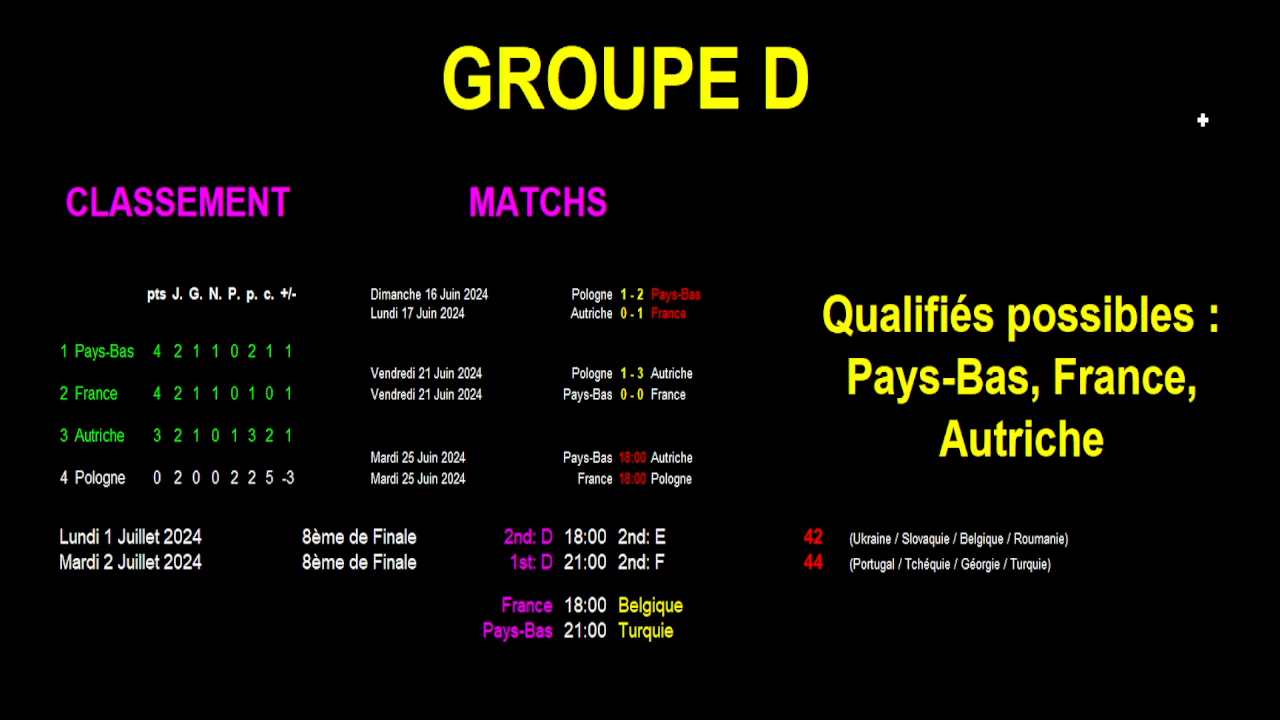 GROUPE D
CLASSEMENT MATCHS
pts J. G. N. P. p. c. +/-
1 Pays-Bas 4 2 1 1 0 2 1 1
2 France 4 2 1 1 0 1 0 1
3 Autriche 3 2 1 0 1 3 2 1
4 Pologne 0 2 0 0 2 2 5 -3
Dimanche 16 Juin 2024 Pologne 1 - 2 Pays-Bas
Lundi 17 Juin 2024 Autriche 0 - 1 France
Vendredi 21 Juin 2024 Pologne 1 - 3 Autriche
Vendredi 21 Juin 2024 Pays-Bas 0 - 0 France
Mardi 25 Juin 2024 Pays-Bas 18:00 Autriche
Mardi 25 Juin 2024 France 18:00 Pologne
Qualifiés possibles :
Pays-Bas, France,
Autriche
Lundi 1 Juillet 2024 8ème de Finale 2nd: D 18:00 2nd: E 42 (Ukraine / Slovaquie / Belgique / Roumanie)
Mardi 2 Juillet 2024 8ème de Finale 1st: D 21:00 2nd: F 44 (Portugal / Tchéquie / Géorgie / Turquie)
France 18:00 Belgique
Pays-Bas 21:00 Turquie